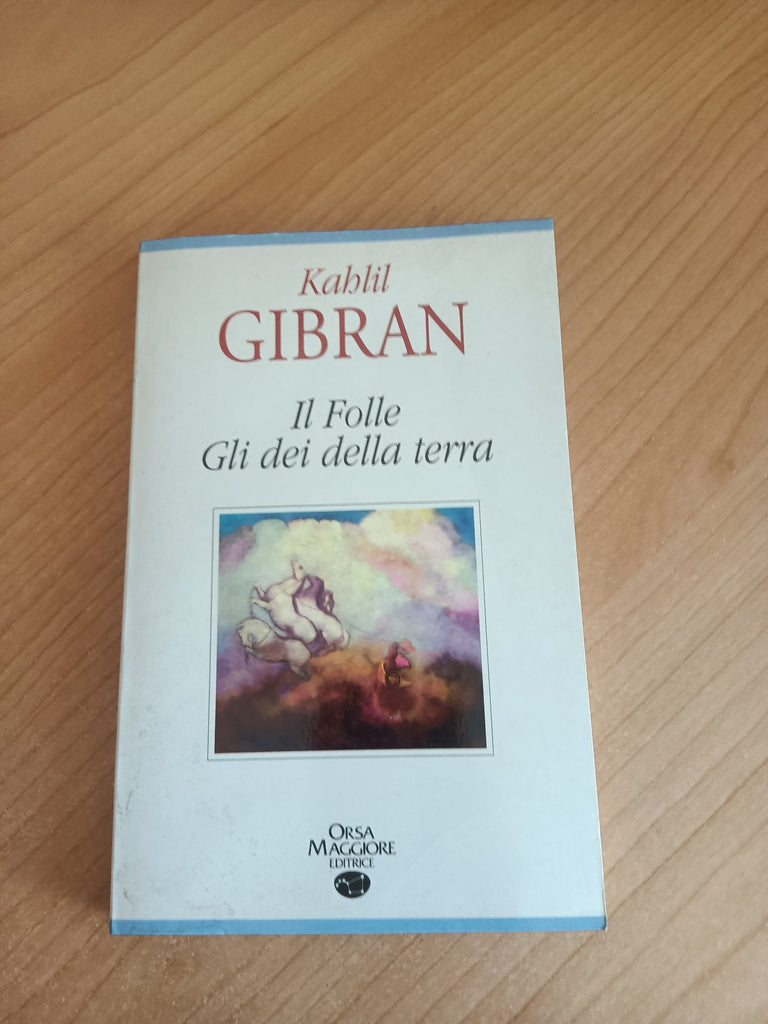 Kahlil
GIBRAN
Il Folle
Gli dei della terra
ORSA
MAGGIORE
EDITRICE